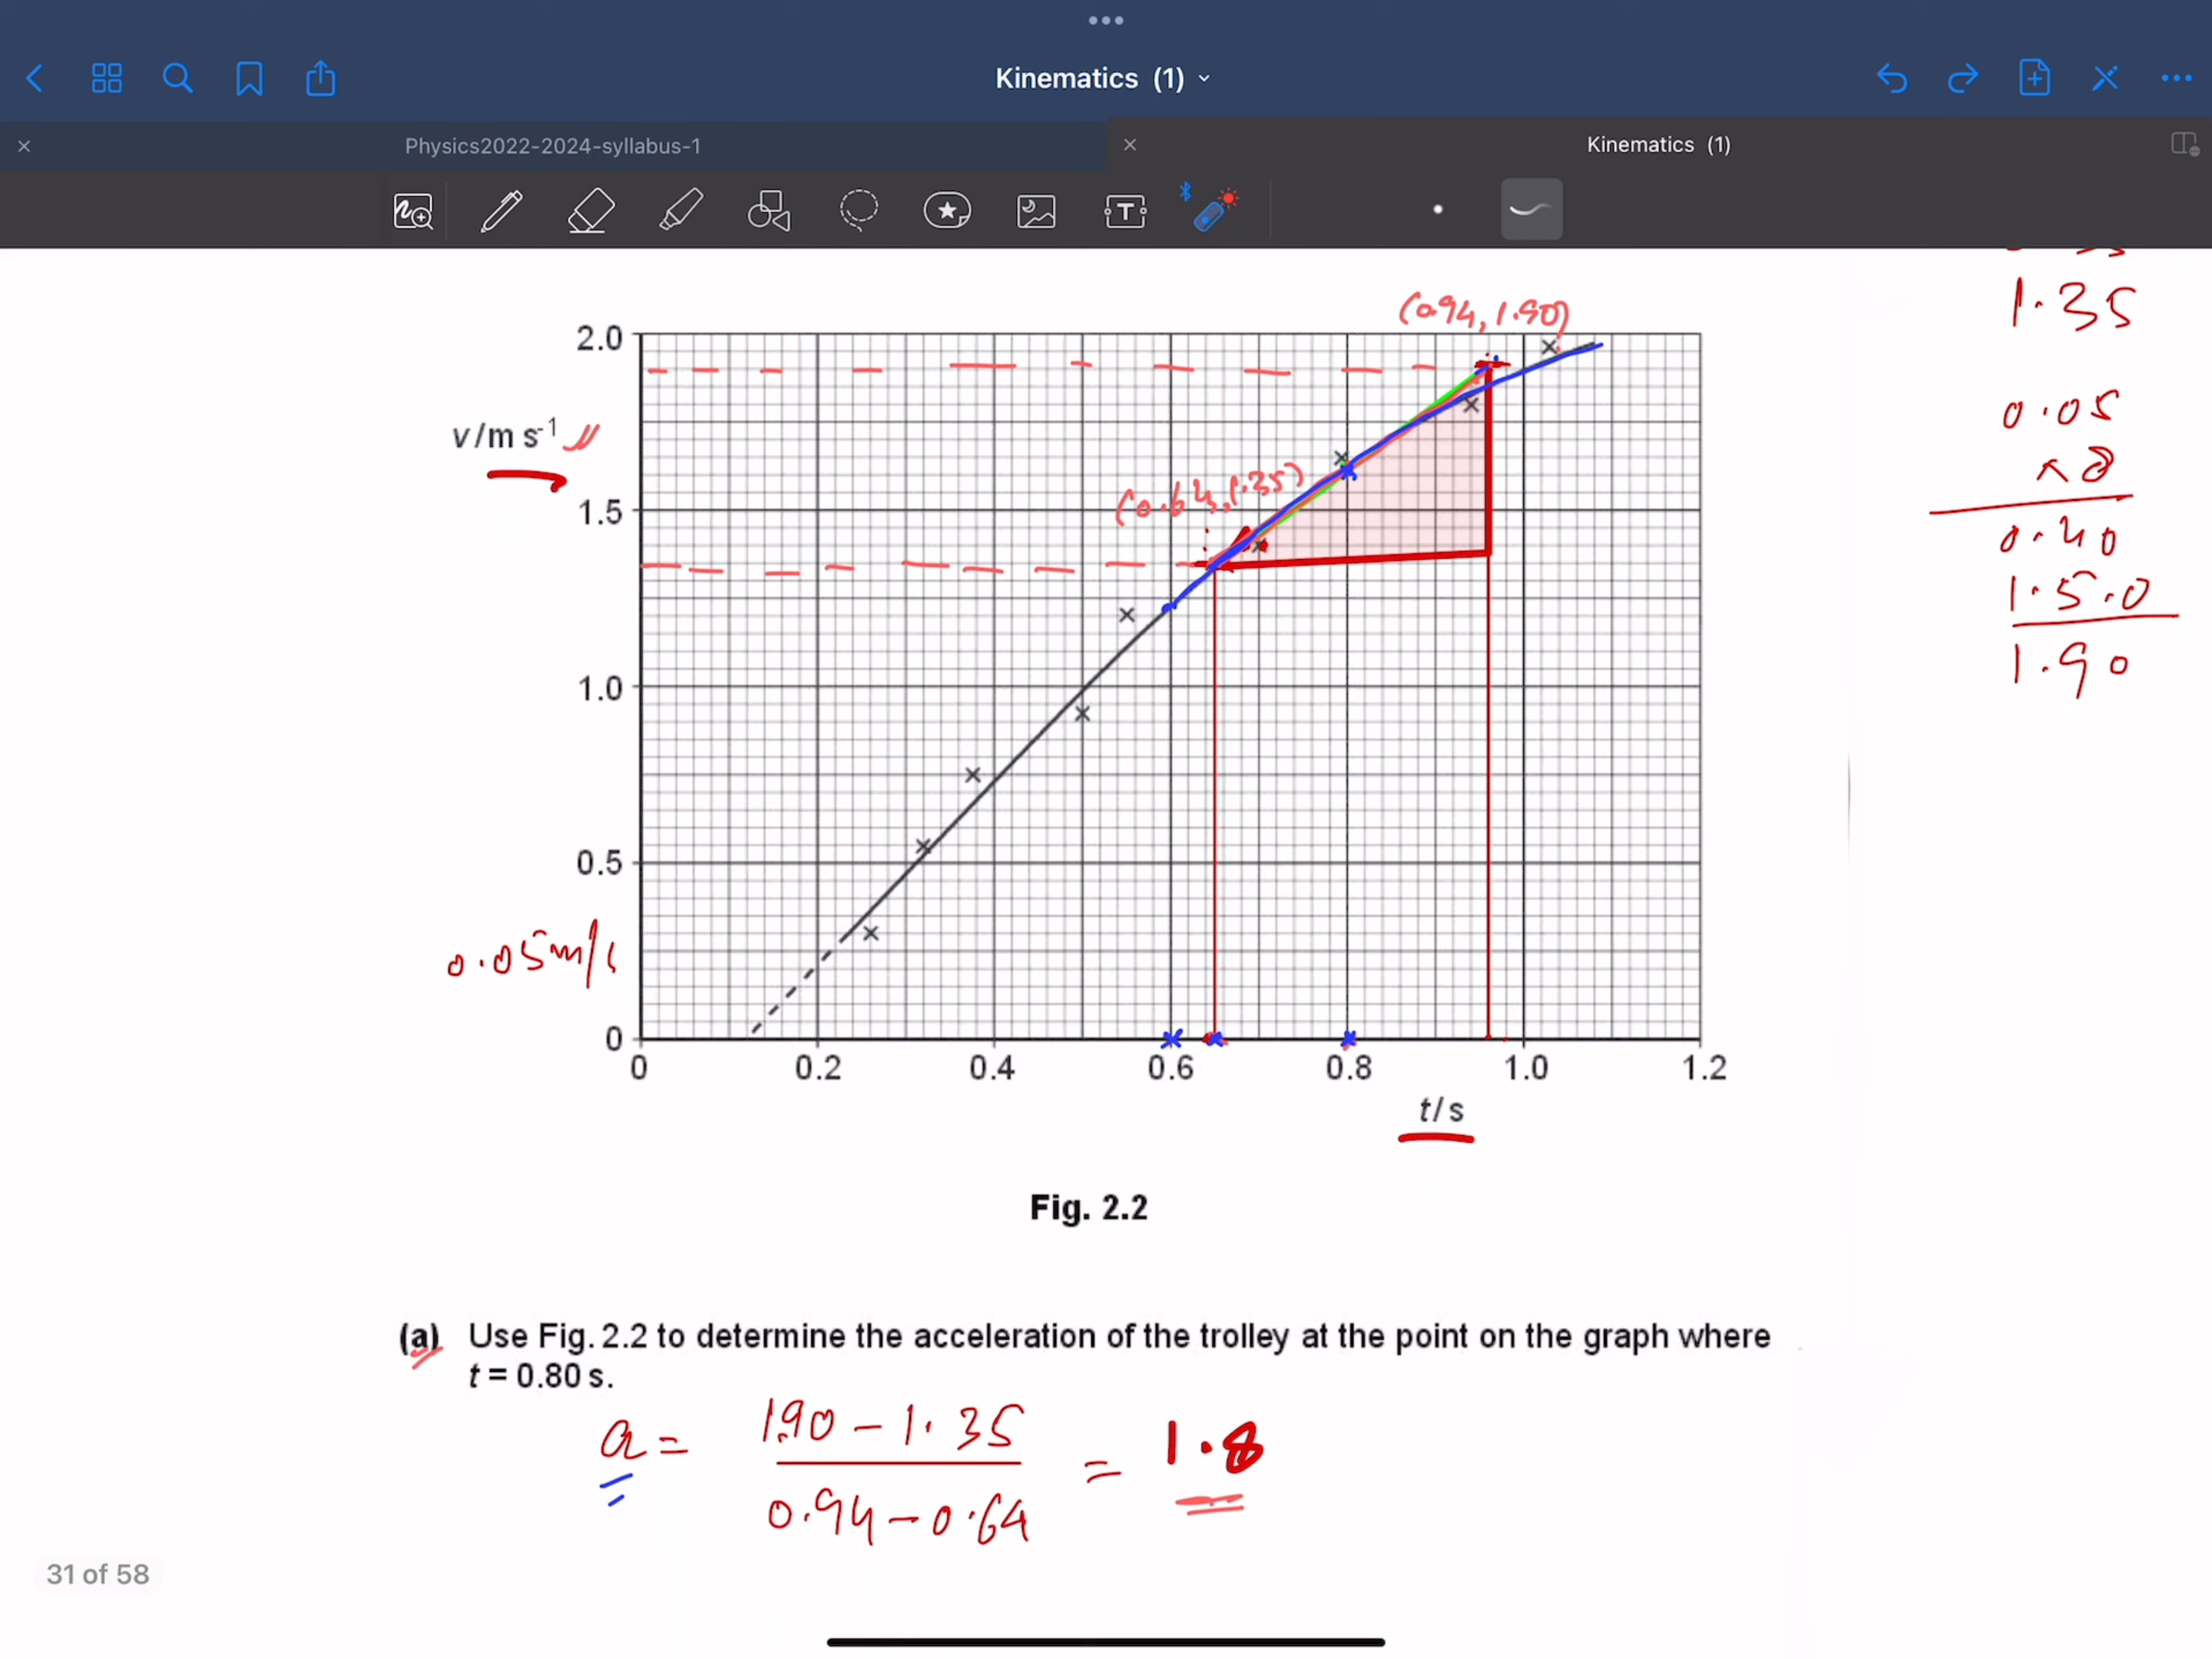 Kinematics (1)
Physics2022-2024-syllabus-1
Kinematics (1)
1.35
0.05
×8
0.40
1.5.0
1.90
(0.94, 1.90)
(0.64, 1.35)
2.0
v/m s-1
1.5
1.0
0.5
0.05m/s
0
0 0.2 0.4 0.6 0.8 1.0 1.2
t/s
Fig. 2.2
(a) Use Fig. 2.2 to determine the acceleration of the trolley at the point on the graph where
t = 0.80 s.
a = 1.90 - 1.35
0.94 - 0.64
= 1.8
31 of 58